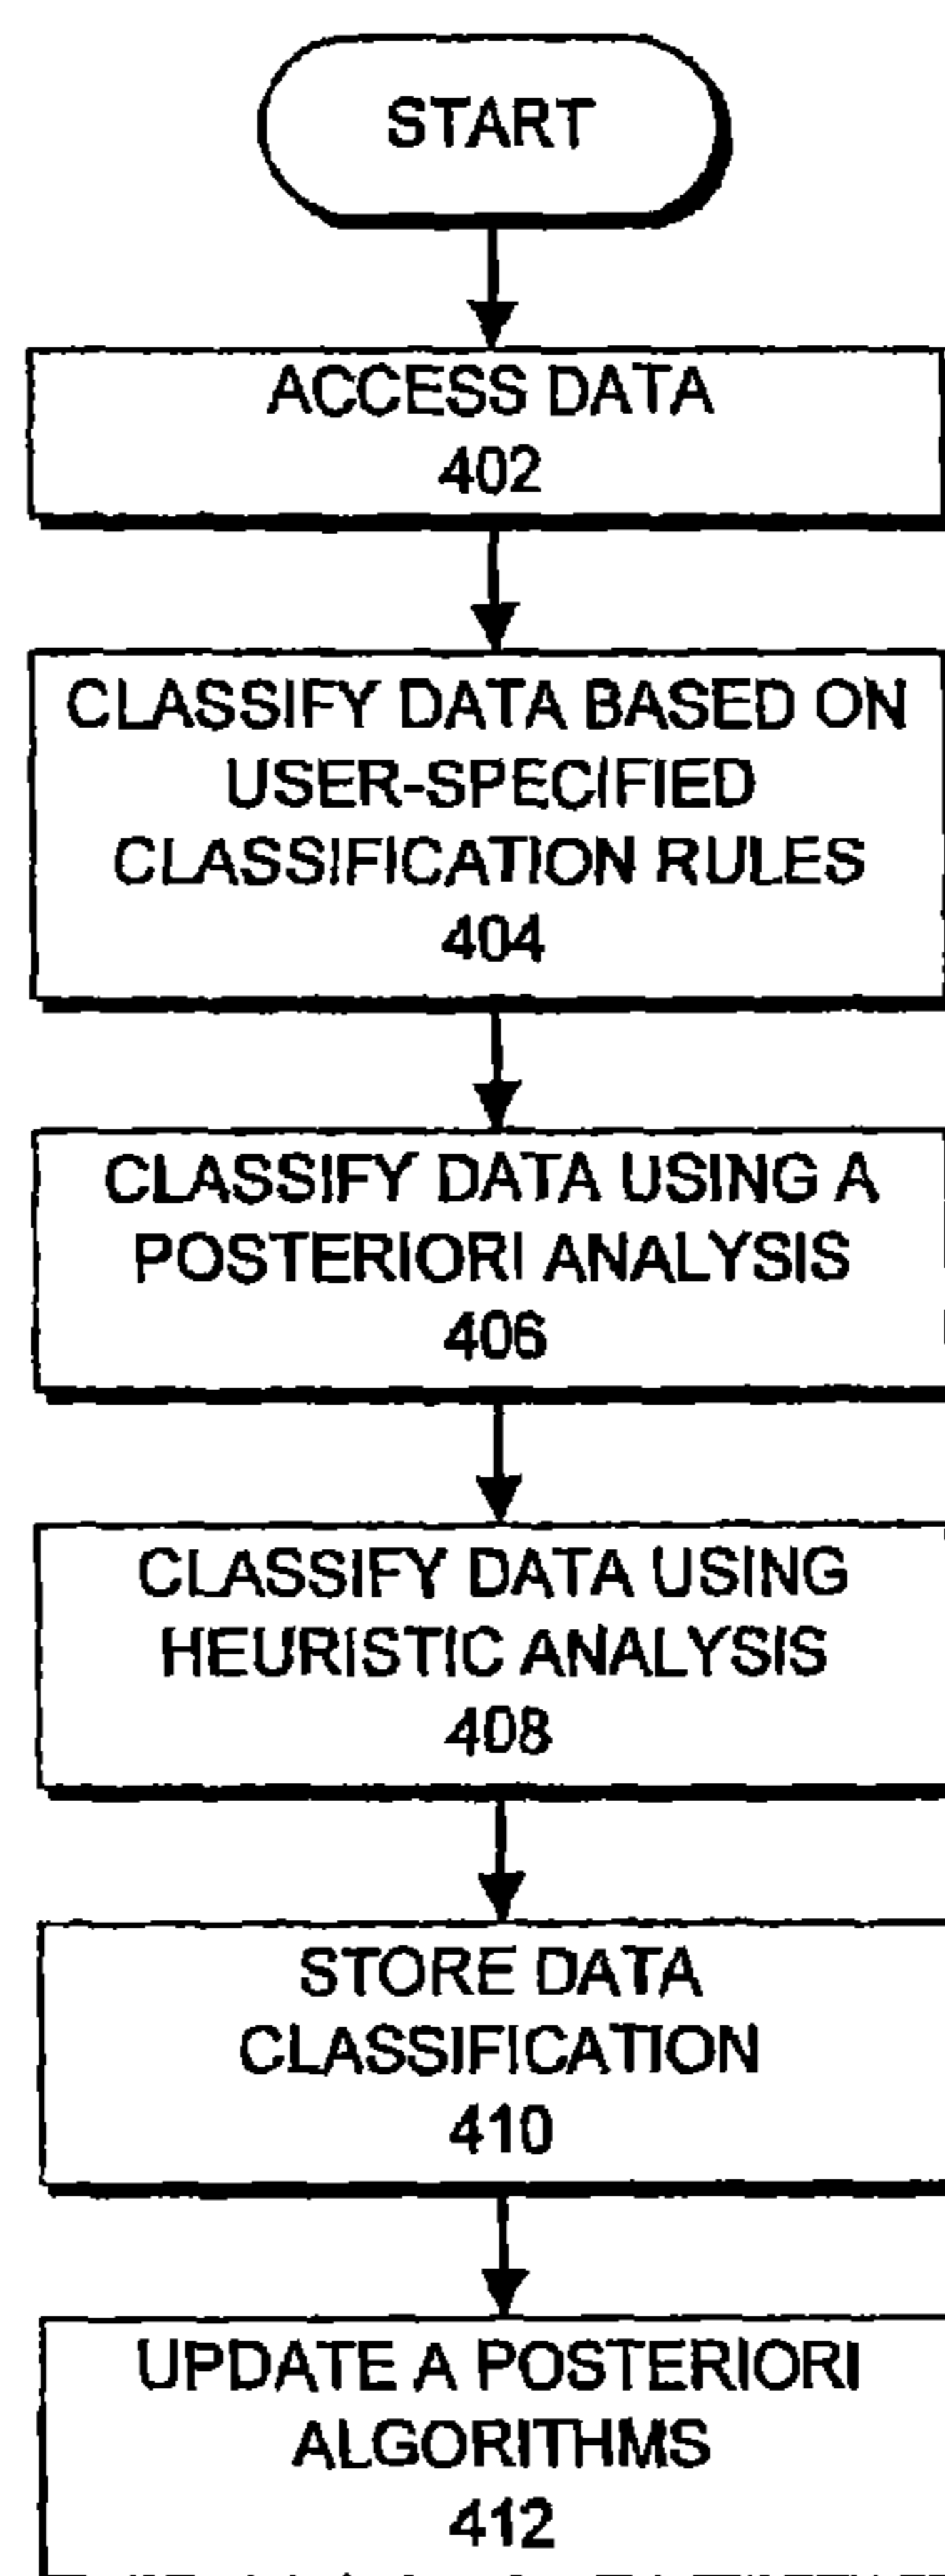 START
ACCESS DATA
402
CLASSIFY DATA BASED ON
USER-SPECIFIED
CLASSIFICATION RULES
404
CLASSIFY DATA USING A
POSTERIORI ANALYSIS
406
CLASSIFY DATA USING
HEURISTIC ANALYSIS
408
STORE DATA
CLASSIFICATION
410
UPDATE A POSTERIORI
ALGORITHMS
412